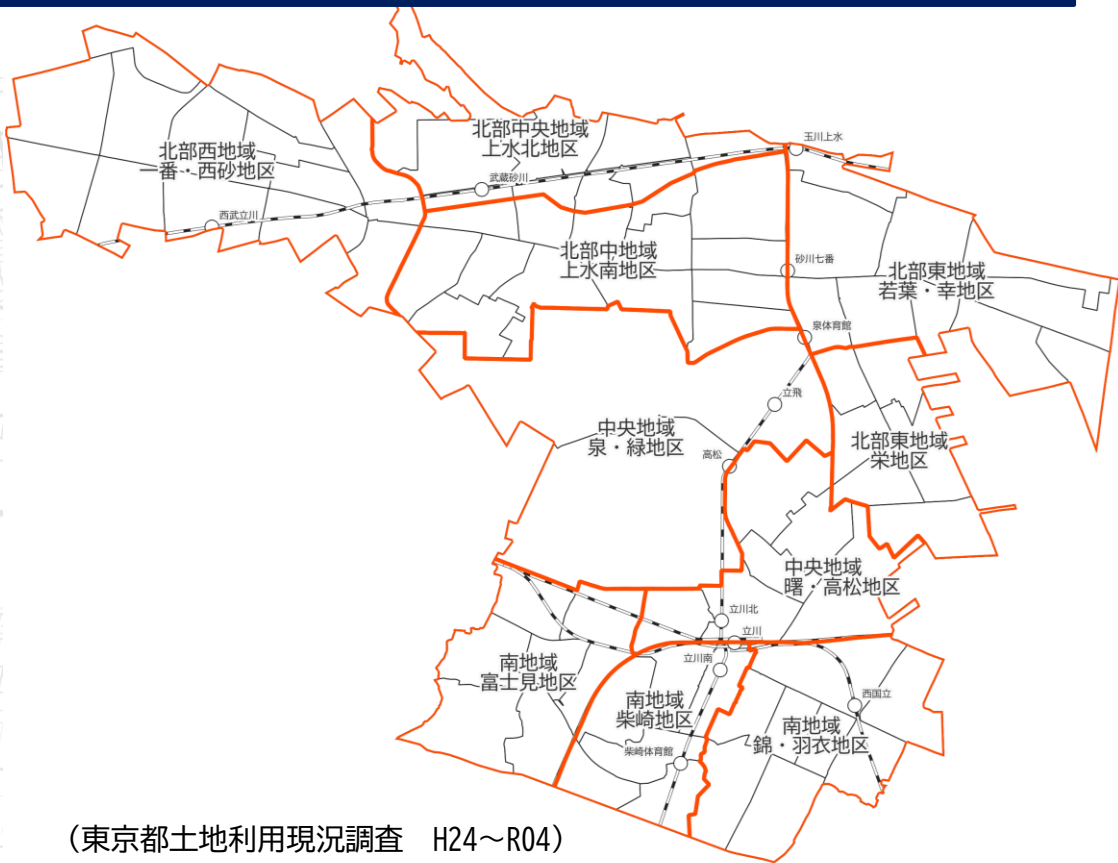 玉川上水
北部中央地域
上水北地区
北部西地域
一番・西砂地区
武蔵砂川
西武立川
北部中地域
上水南地区
砂川七番
北部東地域
若葉・幸地区
泉体育館
立飛
中央地域
泉・緑地区
高松
北部東地域
栄地区
中央地域
曙・高松地区
立川北
立川
立川南
南地域
富士見地区
南地域
柴崎地区
西国立
南地域
錦・羽衣地区
柴崎体育館
（東京都土地利用現況調査　H24～R04）